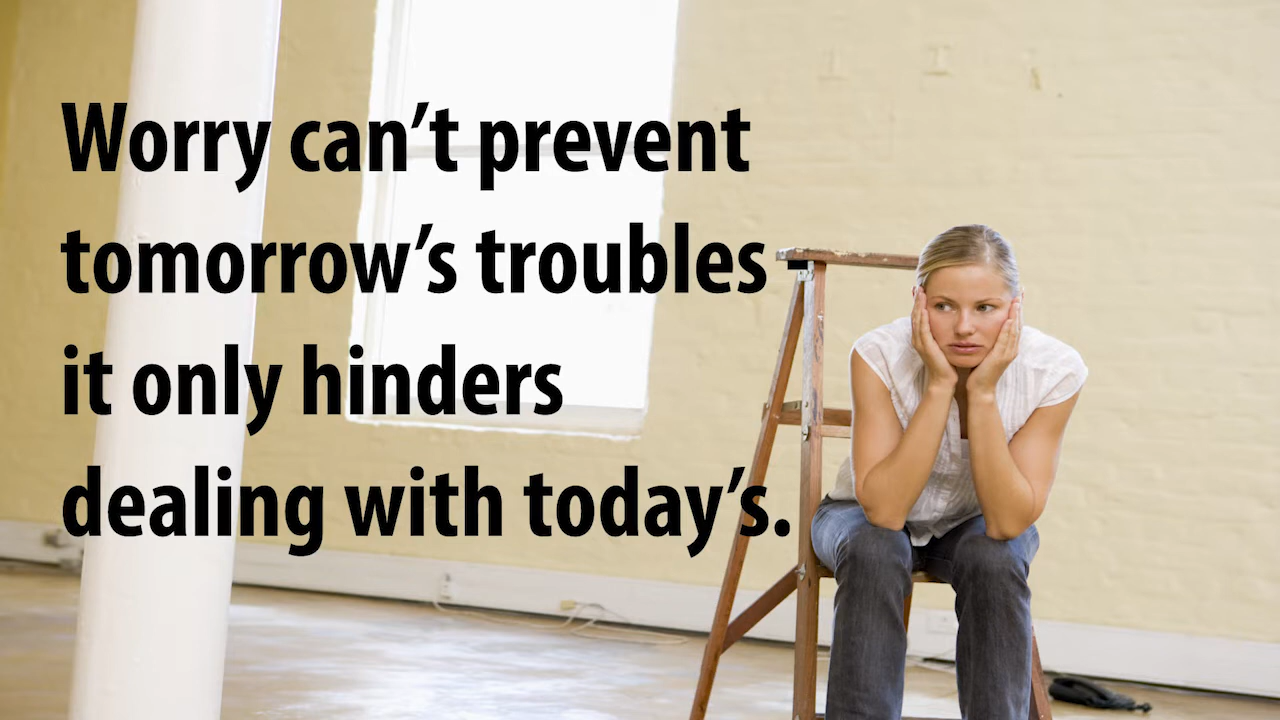 Worry can’t prevent
tomorrow’s troubles -
it only hinders
dealing with today’s.